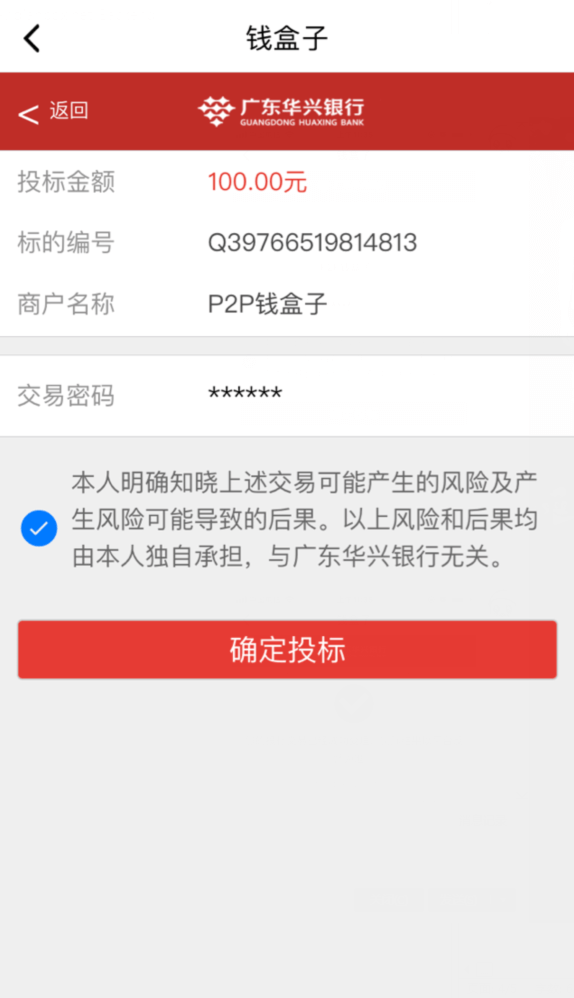 钱盒子
< 返回
广东华兴银行
GUANGDONG HUAXING BANK
投标金额 100.00元
标的编号 Q39766519814813
商户名称 P2P钱盒子
交易密码 ******
本人明确知晓上述交易可能产生的风险及产
生风险可能导致的后果。以上风险和后果均
由本人独自承担，与广东华兴银行无关。
确定投标